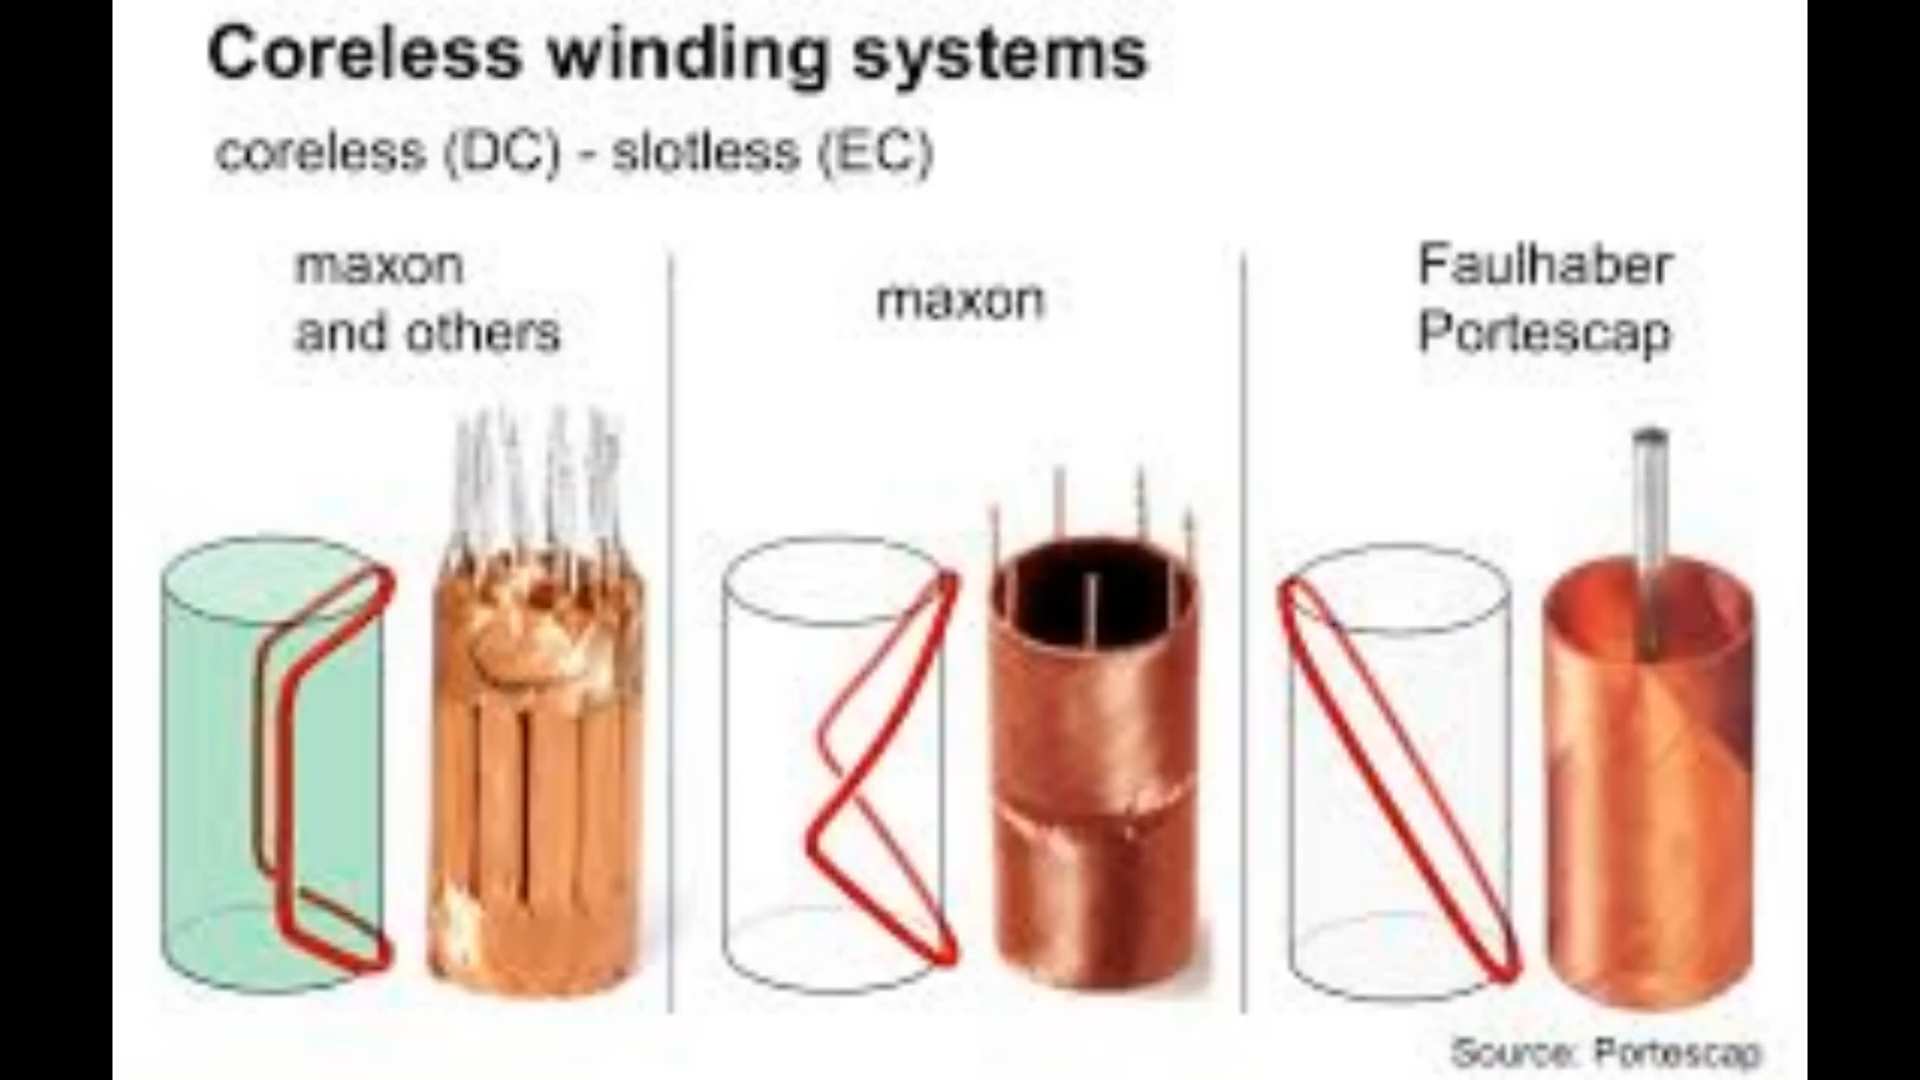 Coreless winding systems
coreless (DC) - slotless (EC)
maxon
and others
maxon
Faulhaber
Portescap
Source: Portescap